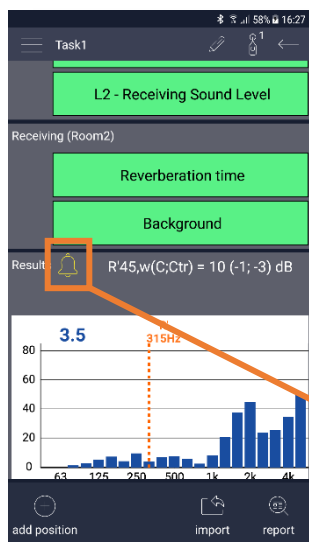 58% 16:27
Task1
1
L2 - Receiving Sound Level
Receiving (Room2)
Reverberation time
Background
Results R'45,w(C;Ctr) = 10 (-1; -3) dB
3.5
315Hz
80
60
40
20
0
63 125 250 500 1k 2k 4k
add position import report